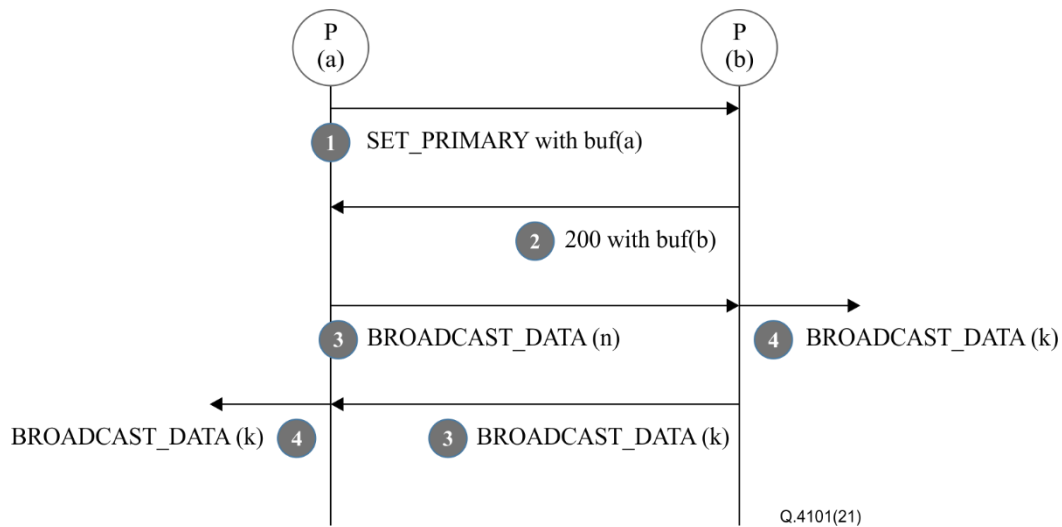 P
(a)
P
(b)
1 SET_PRIMARY with buf(a)
2 200 with buf(b)
3 BROADCAST_DATA (n)
4 BROADCAST_DATA (k)
BROADCAST_DATA (k) 4
3 BROADCAST_DATA (k)
Q.4101(21)